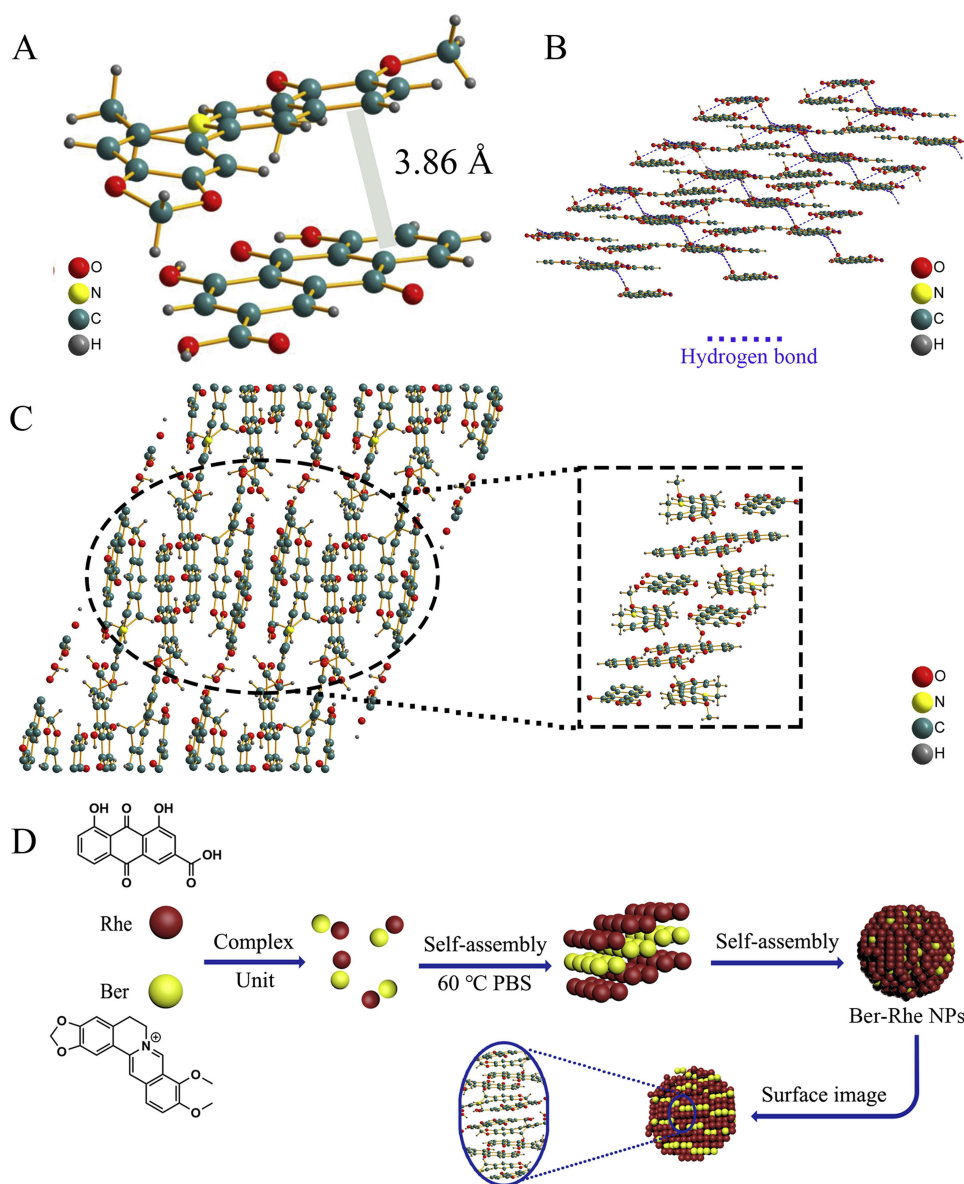 A
3.86 Å
O
N
C
H
B
O
N
C
H
Hydrogen bond
C
O
N
C
H
D
OH O OH
OH
O
O
Rhe
Ber
Complex
Unit
Self-assembly
60 °C PBS
Self-assembly
Ber-Rhe NPs
Surface image
O
O
N+
O
O